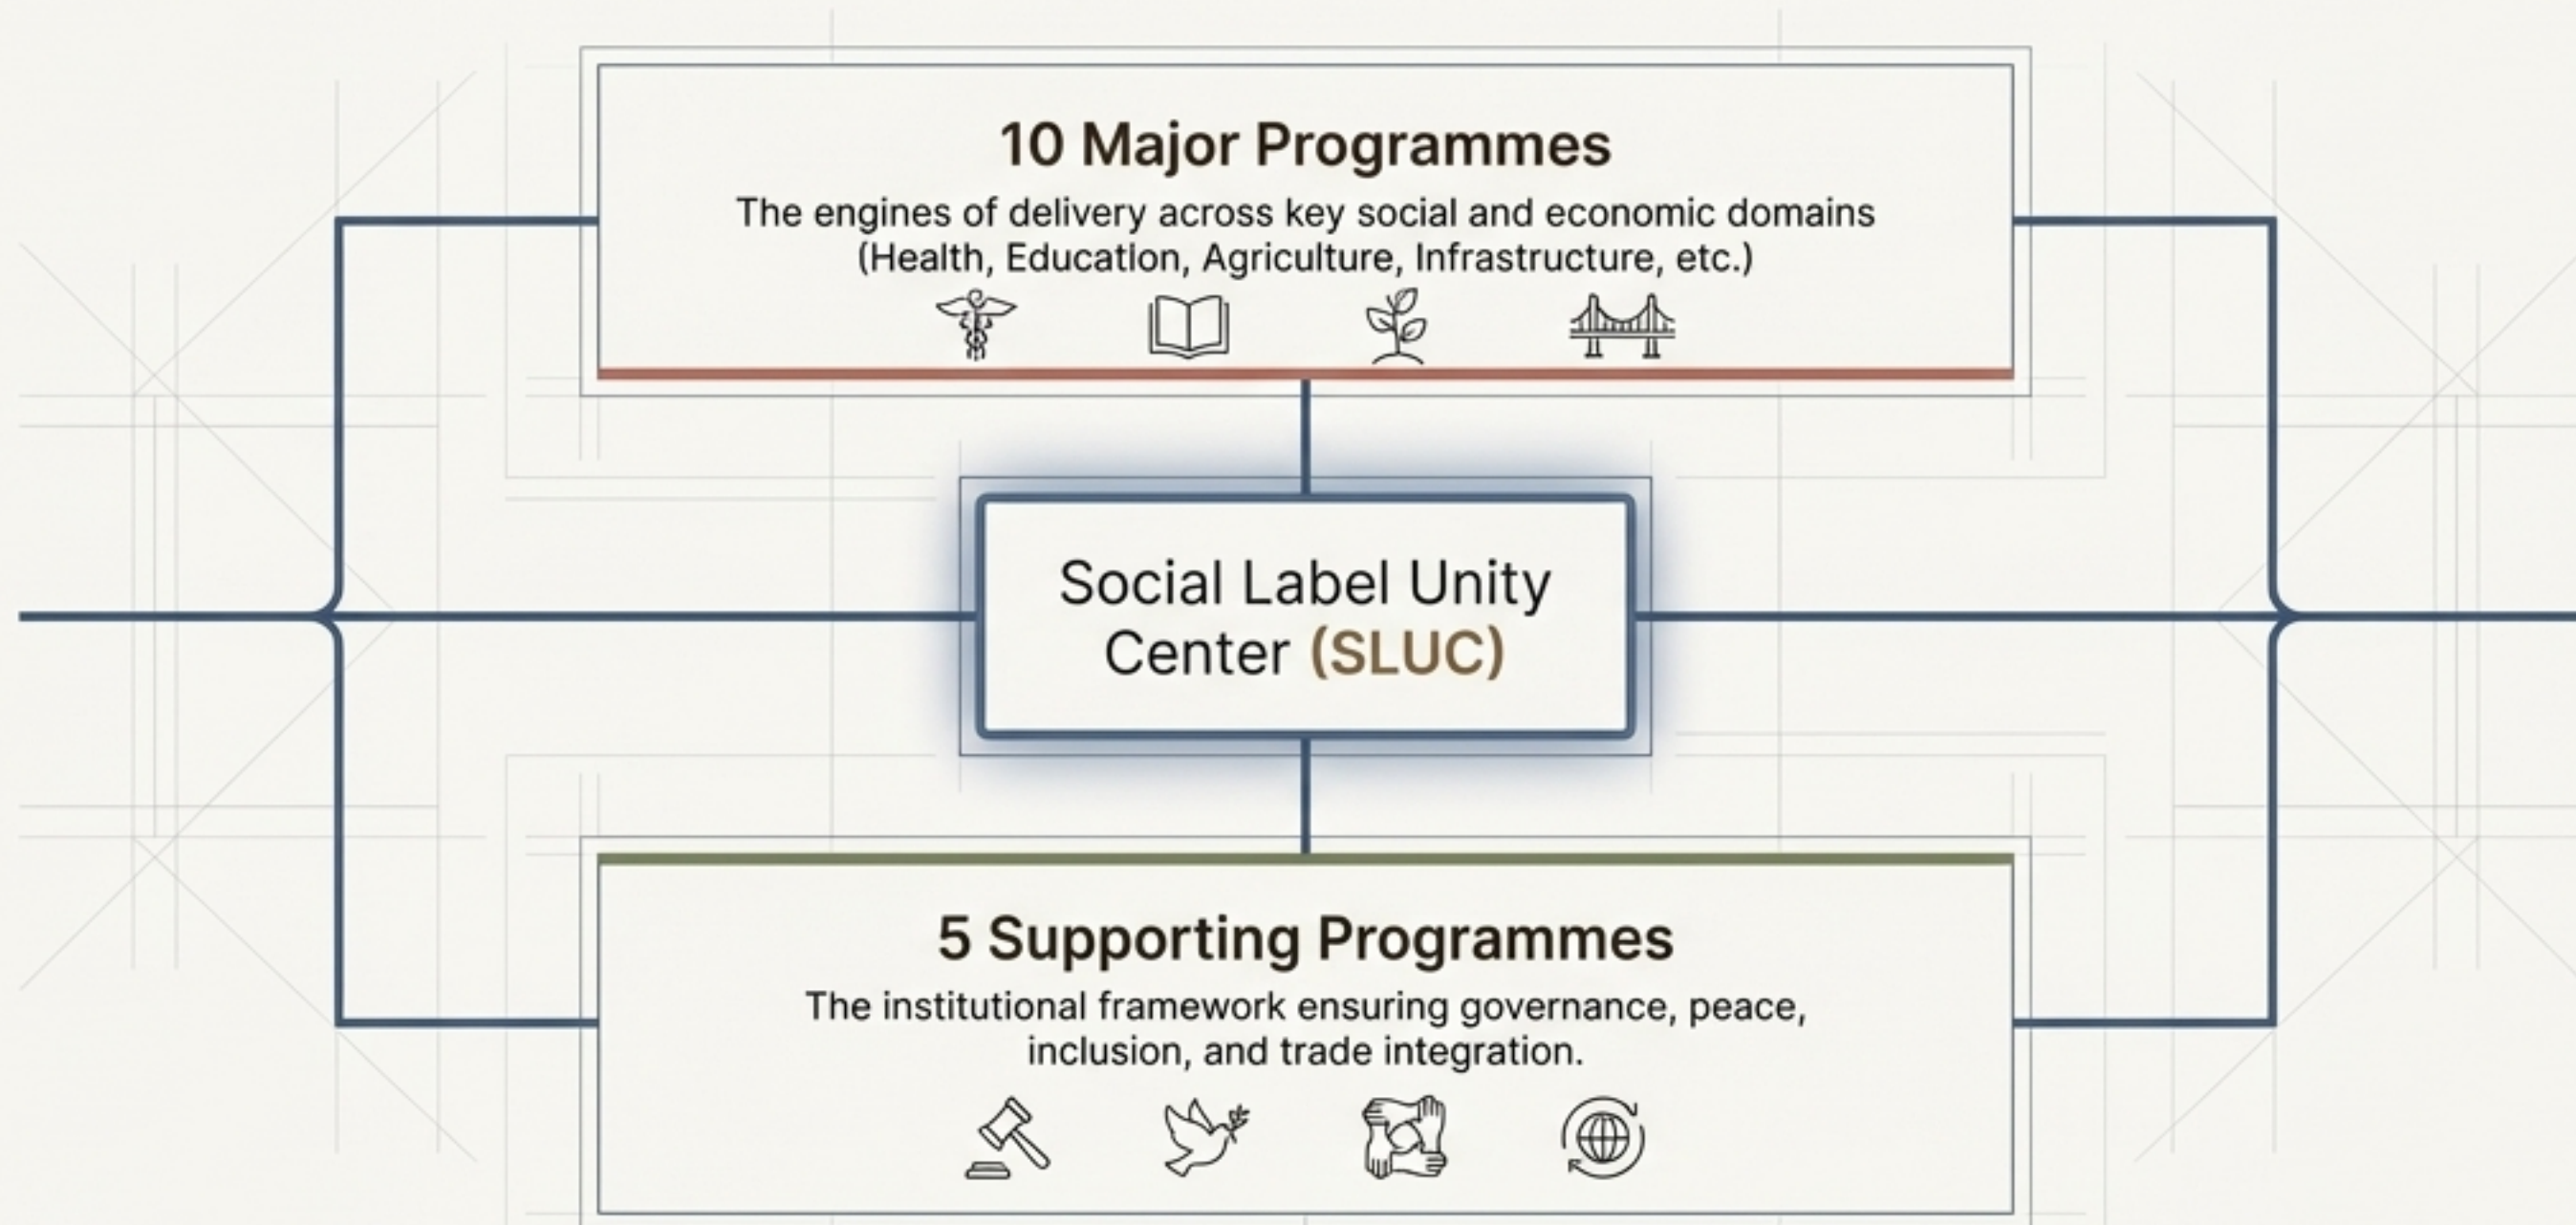 10 Major Programmes
The engines of delivery across key social and economic domains
(Health, Education, Agriculture, Infrastructure, etc.)
Social Label Unity
Center (SLUC)
5 Supporting Programmes
The institutional framework ensuring governance, peace,
inclusion, and trade integration.